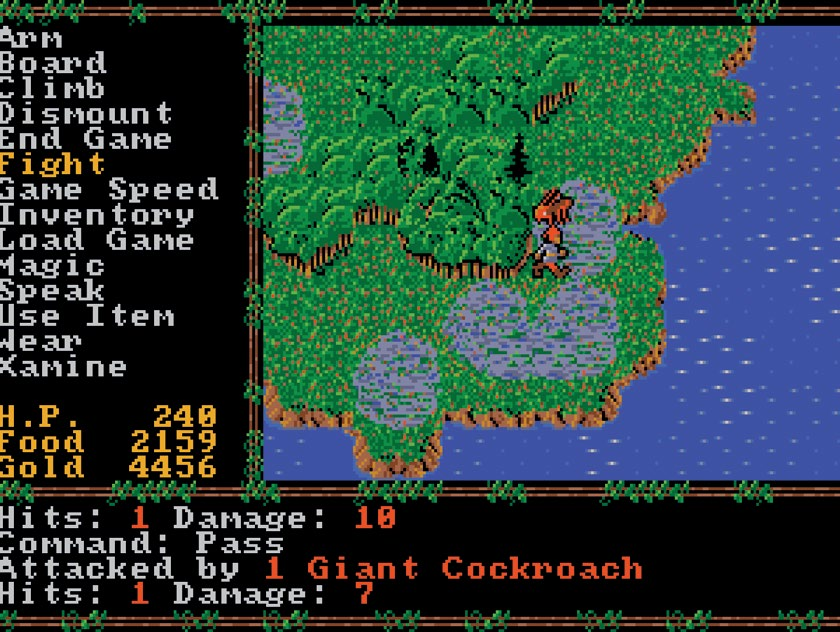 Arm
Board
Climb
Dismount
End Game
Fight
Game Speed
Inventory
Load Game
Magic
Speak
Use Item
Wear
Xamine
H.P. 240
Food 2159
Gold 4456
Hits: 1 Damage: 10
Command: Pass
Attacked by 1 Giant Cockroach
Hits: 1 Damage: 7